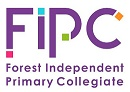 FIPC
Forest Independent
Primary Collegiate